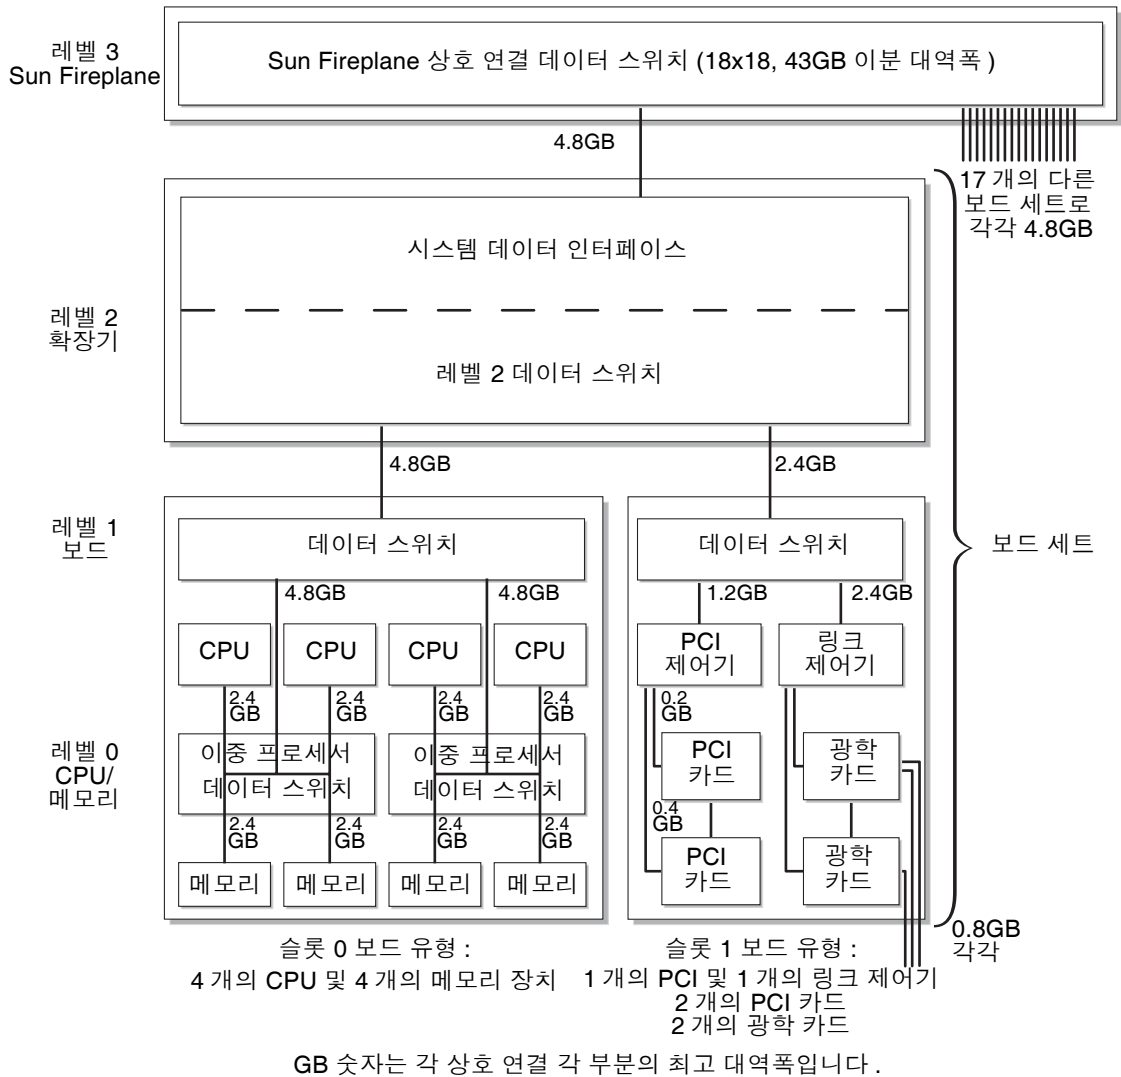 레벨 3
Sun Fireplane
Sun Fireplane 상호 연결 데이터 스위치 (18x18, 43GB 이분 대역폭 )
4.8GB
17 개의 다른
보드 세트로
각각 4.8GB
시스템 데이터 인터페이스
레벨 2
확장기
레벨 2 데이터 스위치
4.8GB
2.4GB
레벨 1
보드
데이터 스위치
데이터 스위치
보드 세트
4.8GB
4.8GB
1.2GB
2.4GB
CPU
CPU
CPU
CPU
PCI
제어기
링크
제어기
2.4
GB
2.4
GB
2.4
GB
2.4
GB
0.2
GB
레벨 0
CPU/
메모리
이중 프로세서
데이터 스위치
이중 프로세서
데이터 스위치
PCI
카드
광학
카드
2.4
GB
2.4
GB
2.4
GB
2.4
GB
0.4
GB
메모리
메모리
메모리
메모리
PCI
카드
광학
카드
0.8GB
각각
슬롯 0 보드 유형 :
4 개의 CPU 및 4 개의 메모리 장치
슬롯 1 보드 유형 :
1 개의 PCI 및 1 개의 링크 제어기
2 개의 PCI 카드
2 개의 광학 카드
GB 숫자는 각 상호 연결 각 부분의 최고 대역폭입니다 .